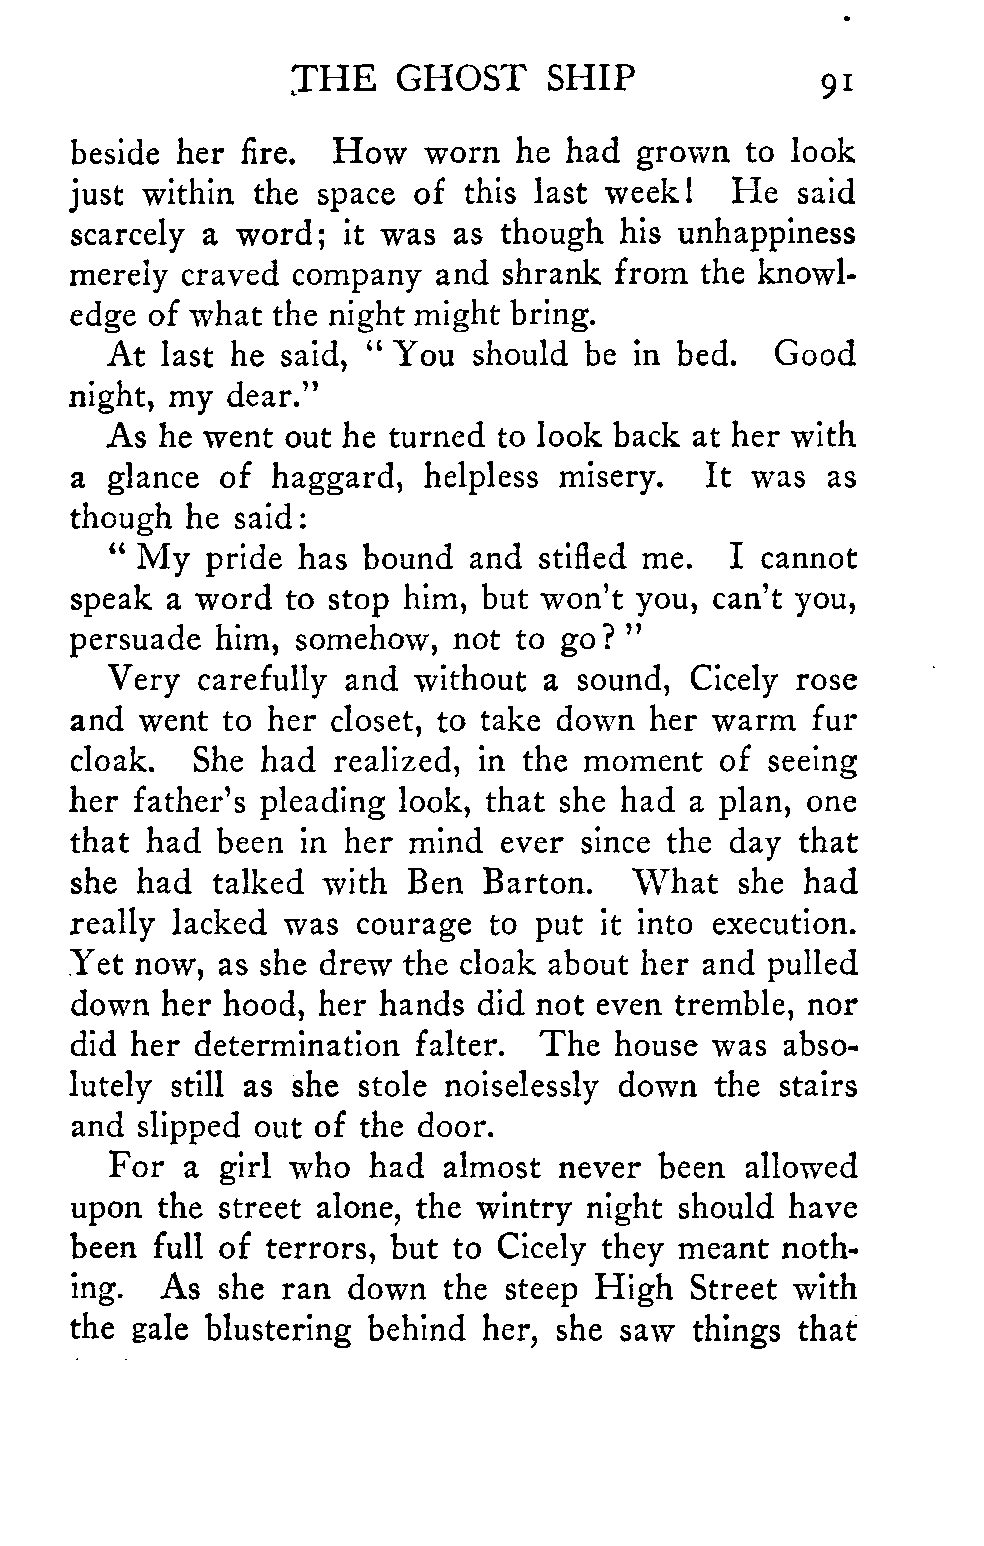 THE GHOST SHIP 91
beside her fire. How worn he had grown to look
just within the space of this last week! He said
scarcely a word; it was as though his unhappiness
merely craved company and shrank from the knowl-
edge of what the night might bring.
At last he said, “ You should be in bed. Good
night, my dear.”
As he went out he turned to look back at her with
a glance of haggard, helpless misery. It was as
though he said:
“ My pride has bound and stifled me. I cannot
speak a word to stop him, but won’t you, can’t you,
persuade him, somehow, not to go? ”
Very carefully and without a sound, Cicely rose
and went to her closet, to take down her warm fur
cloak. She had realized, in the moment of seeing
her father’s pleading look, that she had a plan, one
that had been in her mind ever since the day that
she had talked with Ben Barton. What she had
really lacked was courage to put it into execution.
Yet now, as she drew the cloak about her and pulled
down her hood, her hands did not even tremble, nor
did her determination falter. The house was abso-
lutely still as she stole noiselessly down the stairs
and slipped out of the door.
For a girl who had almost never been allowed
upon the street alone, the wintry night should have
been full of terrors, but to Cicely they meant noth-
ing. As she ran down the steep High Street with
the gale blustering behind her, she saw things that